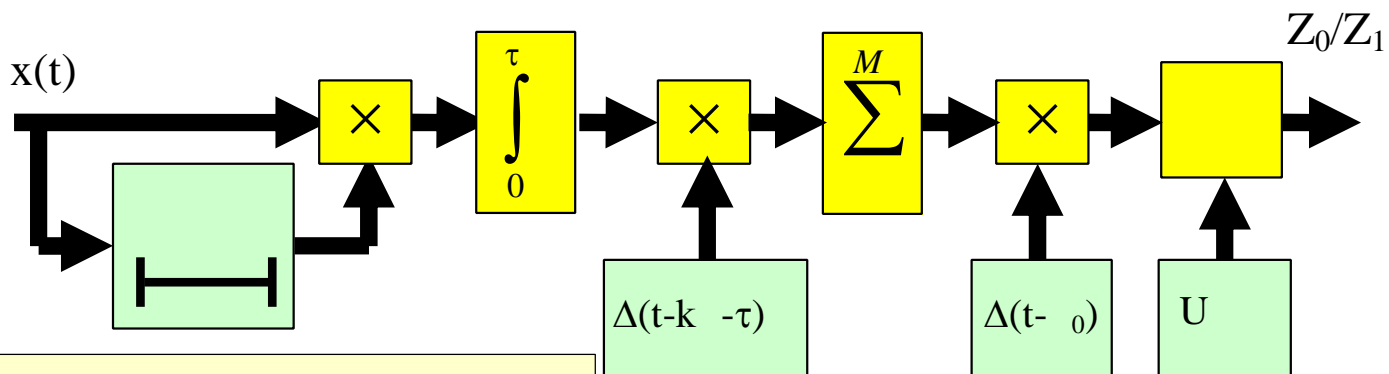 x(t)
×
τ
∫
0
×
M
∑
×
Z₀/Z₁
Δ(t-k -τ)
Δ(t- ₀)
U